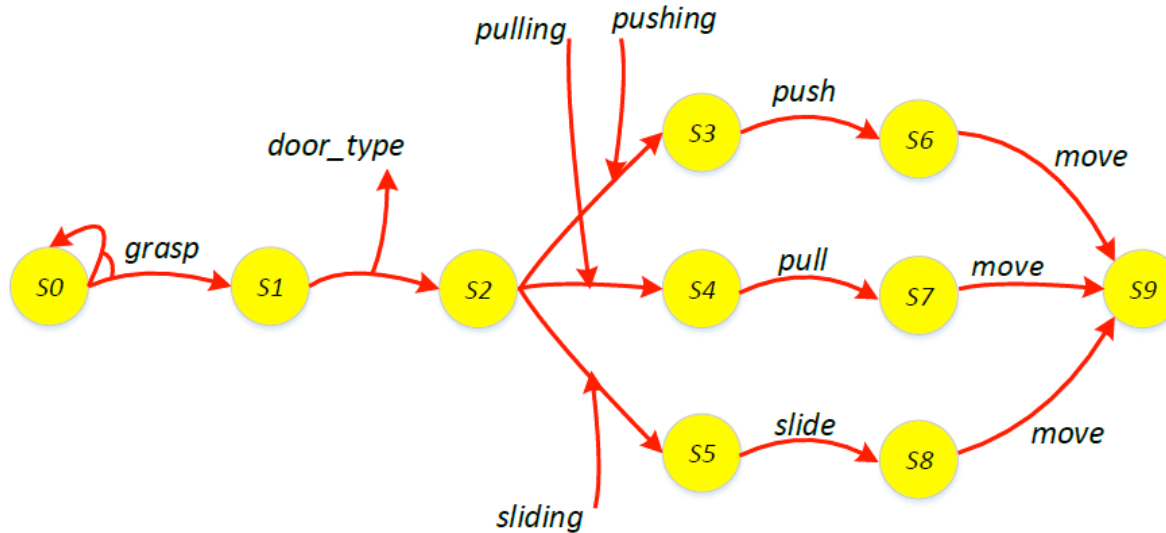 pulling
pushing
door_type
grasp
push
move
pull
move
slide
move
sliding
S0
S1
S2
S3
S4
S5
S6
S7
S8
S9